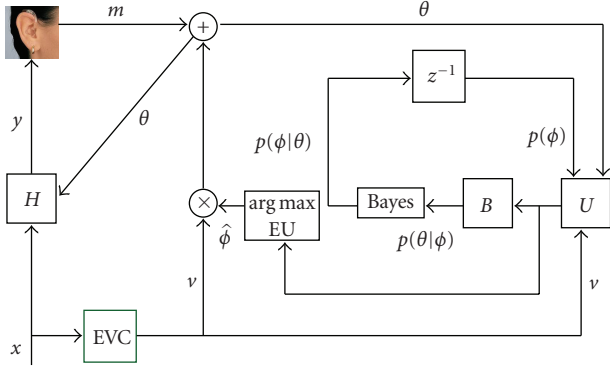 m
+
θ
z⁻¹
y
θ
p(ϕ|θ)
p(ϕ)
H
×
arg max
EU
Bayes
B
U
ϕ̂
p(θ|ϕ)
ν
ν
x
EVC